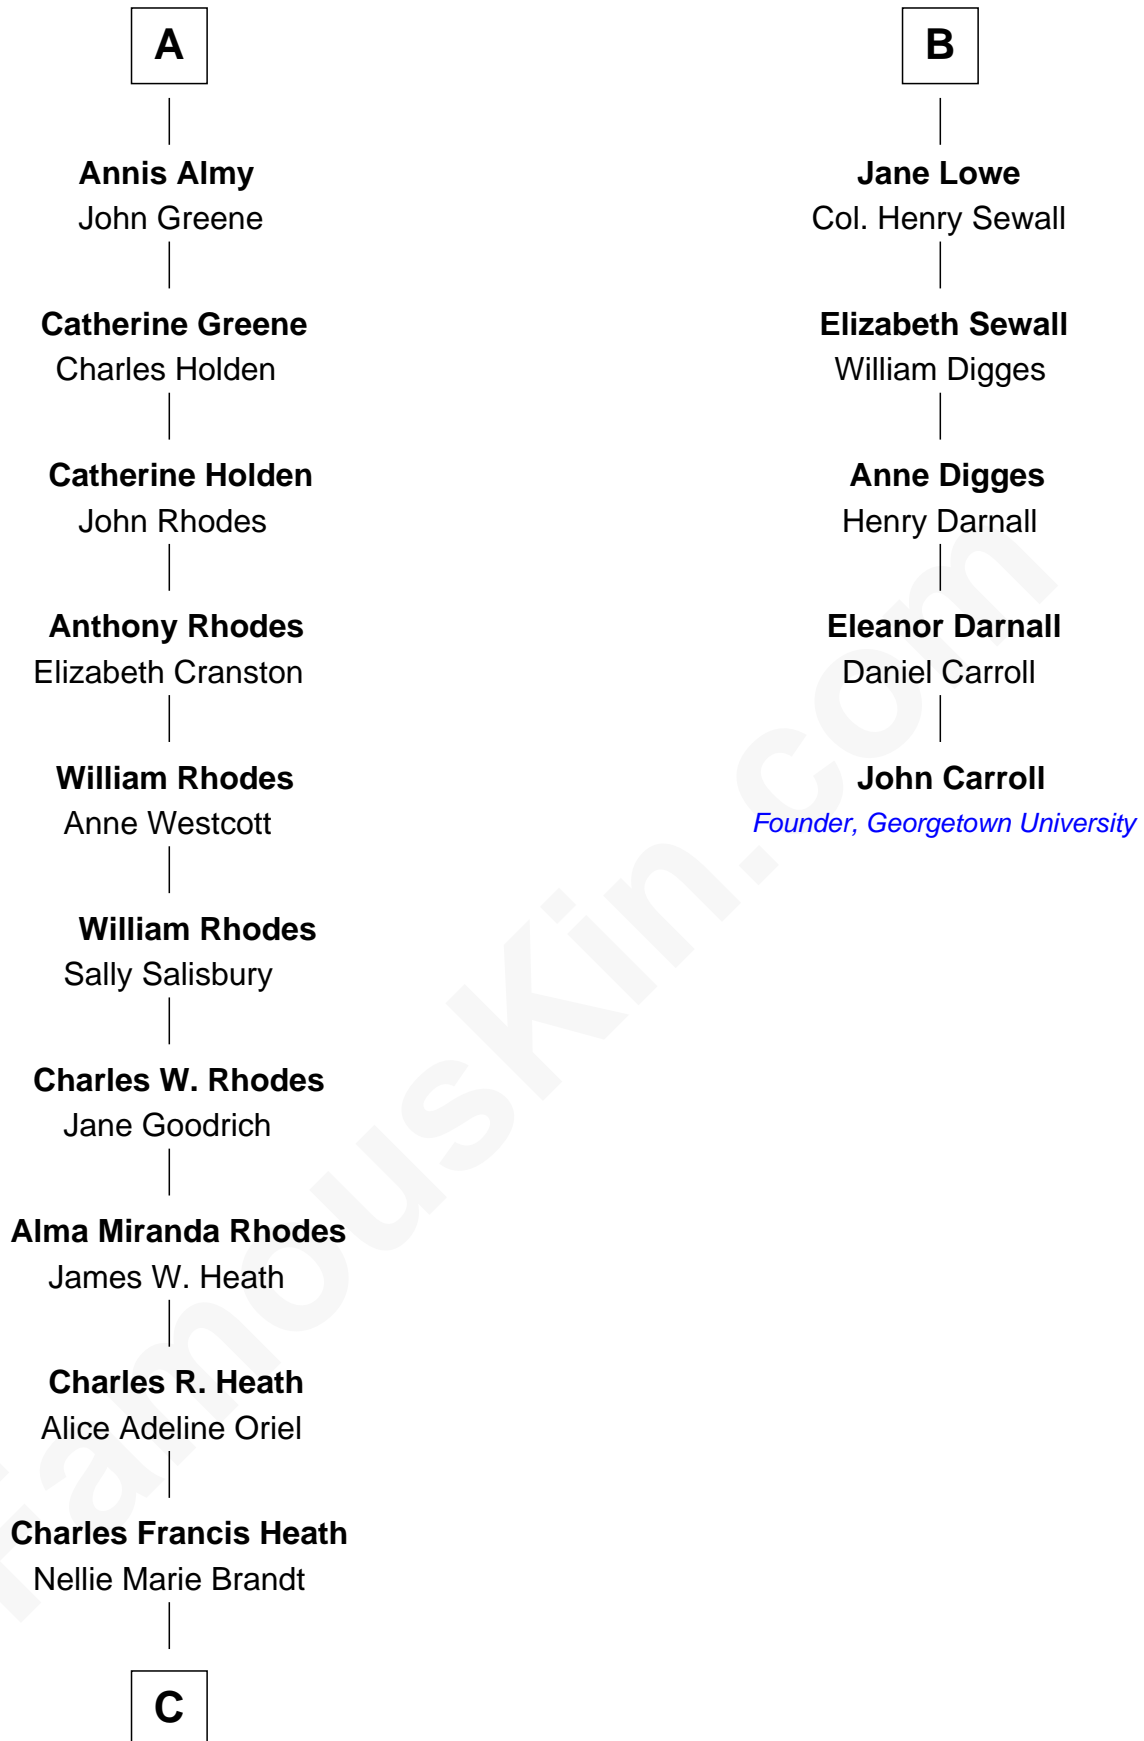 A
Annis Almy
John Greene
Catherine Greene
Charles Holden
Catherine Holden
John Rhodes
Anthony Rhodes
Elizabeth Cranston
William Rhodes
Anne Westcott
William Rhodes
Sally Salisbury
Charles W. Rhodes
Jane Goodrich
Alma Miranda Rhodes
James W. Heath
Charles R. Heath
Alice Adeline Oriel
Charles Francis Heath
Nellie Marie Brandt
C
B
Jane Lowe
Col. Henry Sewall
Elizabeth Sewall
William Digges
Anne Digges
Henry Darnall
Eleanor Darnall
Daniel Carroll
John Carroll
Founder, Georgetown University
FamousKin.com